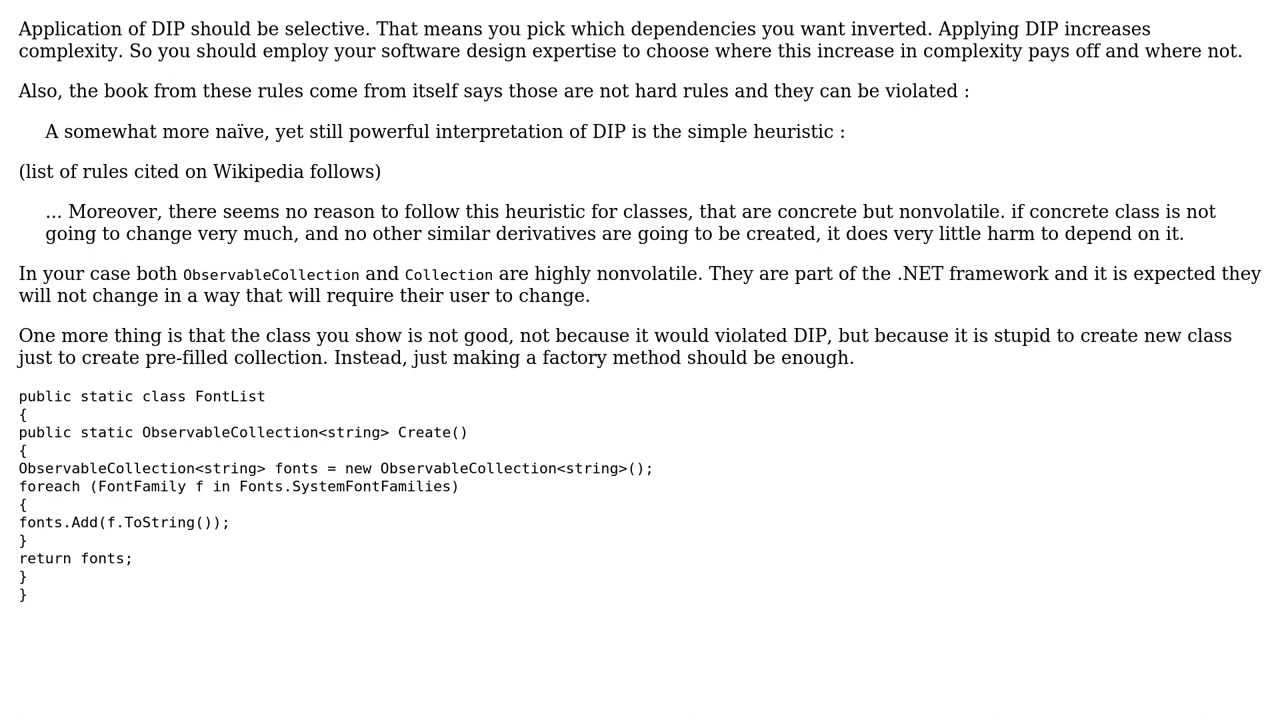 Application of DIP should be selective. That means you pick which dependencies you want inverted. Applying DIP increases
complexity. So you should employ your software design expertise to choose where this increase in complexity pays off and where not.
Also, the book from these rules come from itself says those are not hard rules and they can be violated :
A somewhat more naïve, yet still powerful interpretation of DIP is the simple heuristic :
(list of rules cited on Wikipedia follows)
... Moreover, there seems no reason to follow this heuristic for classes, that are concrete but nonvolatile. if concrete class is not
going to change very much, and no other similar derivatives are going to be created, it does very little harm to depend on it.
In your case both ObservableCollection and Collection are highly nonvolatile. They are part of the .NET framework and it is expected they
will not change in a way that will require their user to change.
One more thing is that the class you show is not good, not because it would violated DIP, but because it is stupid to create new class
just to create pre-filled collection. Instead, just making a factory method should be enough.
public static class FontList
{
public static ObservableCollection<string> Create()
{
ObservableCollection<string> fonts = new ObservableCollection<string>();
foreach (FontFamily f in Fonts.SystemFontFamilies)
{
fonts.Add(f.ToString());
}
return fonts;
}
}